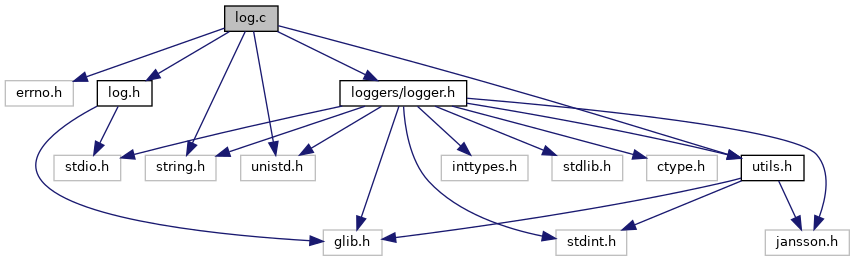 log.c
errno.h
log.h
loggers/logger.h
stdio.h
string.h
unistd.h
inttypes.h
stdlib.h
ctype.h
utils.h
glib.h
stdint.h
jansson.h